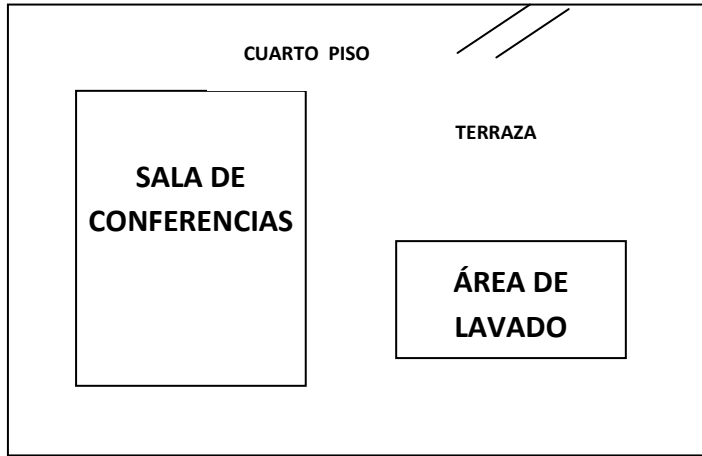 CUARTO PISO
TERRAZA
SALA DE
CONFERENCIAS
ÁREA DE
LAVADO